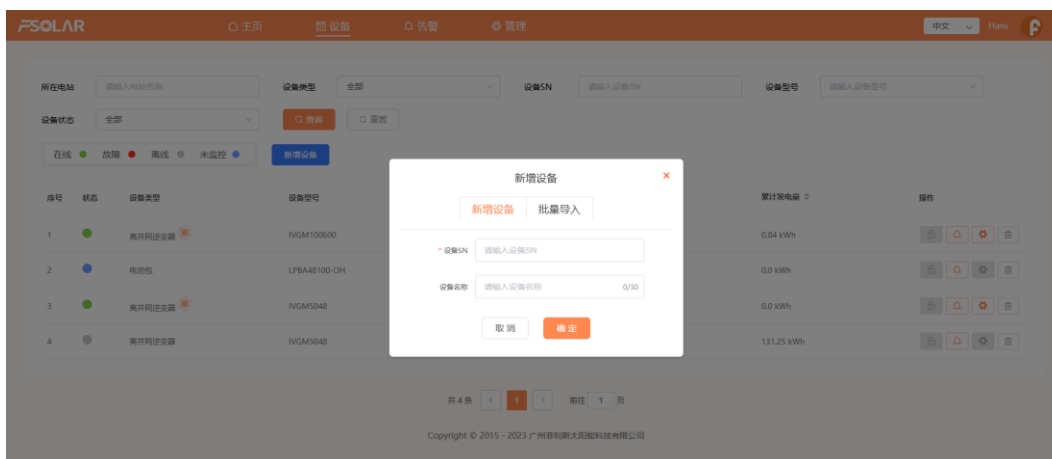 FSOLAR 主页 设备 告警 管理 中文 Hans
所在电站 请输入电站名称 设备类型 全部 设备SN 请输入设备SN 设备型号 请输入设备型号
设备状态 全部 查询 重置
在线 故障 离线 未监控 新增设备
新增设备 ×
新增设备 批量导入
* 设备SN 请输入设备SN
设备名称 请输入设备名称 0/30
取消 确定
序号 状态 设备类型 设备型号 累计发电量 操作
1 离并网逆变器 IVGM100600 0.84 kWh
2 电池包 LPBA48100-OH 0.0 kWh
3 离并网逆变器 IVGM5048 0.0 kWh
4 离并网逆变器 IVGM5048 131.25 kWh
共 4 条 < 1 > 前往 1 页
Copyright © 2015 - 2023 广州菲利斯太阳能科技有限公司